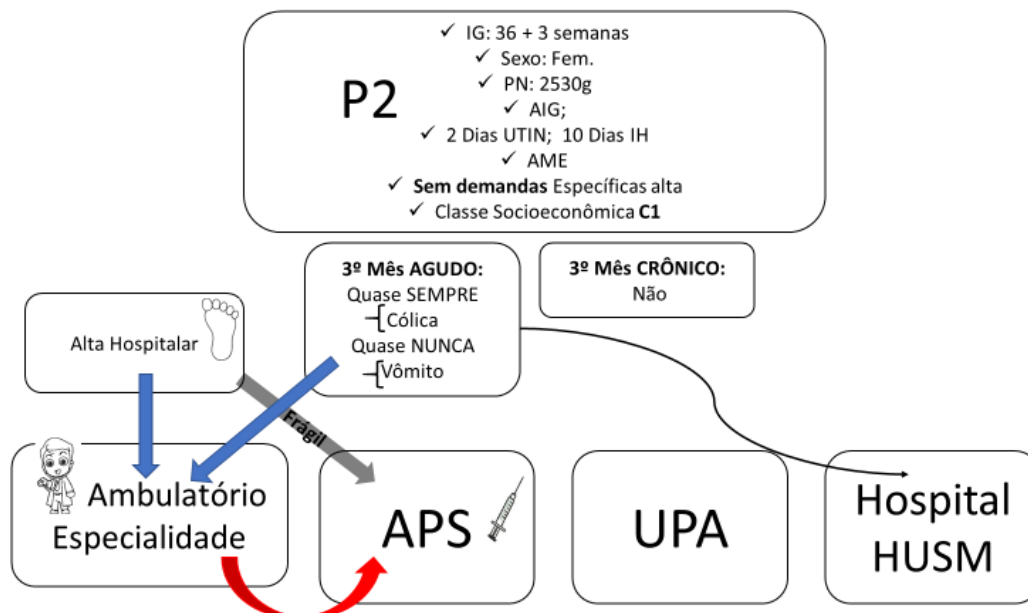 P2
✓ IG: 36 + 3 semanas
✓ Sexo: Fem.
✓ PN: 2530g
✓ AIG;
✓ 2 Dias UTIN; 10 Dias IH
✓ AME
✓ Sem demandas Específicas alta
✓ Classe Socioeconômica C1
3º Mês AGUDO:
Quase SEMPRE
Cólica
Quase NUNCA
Vômito
3º Mês CRÔNICO:
Não
Alta Hospitalar
Frágil
Ambulatório
Especialidade
APS
UPA
Hospital
HUSM